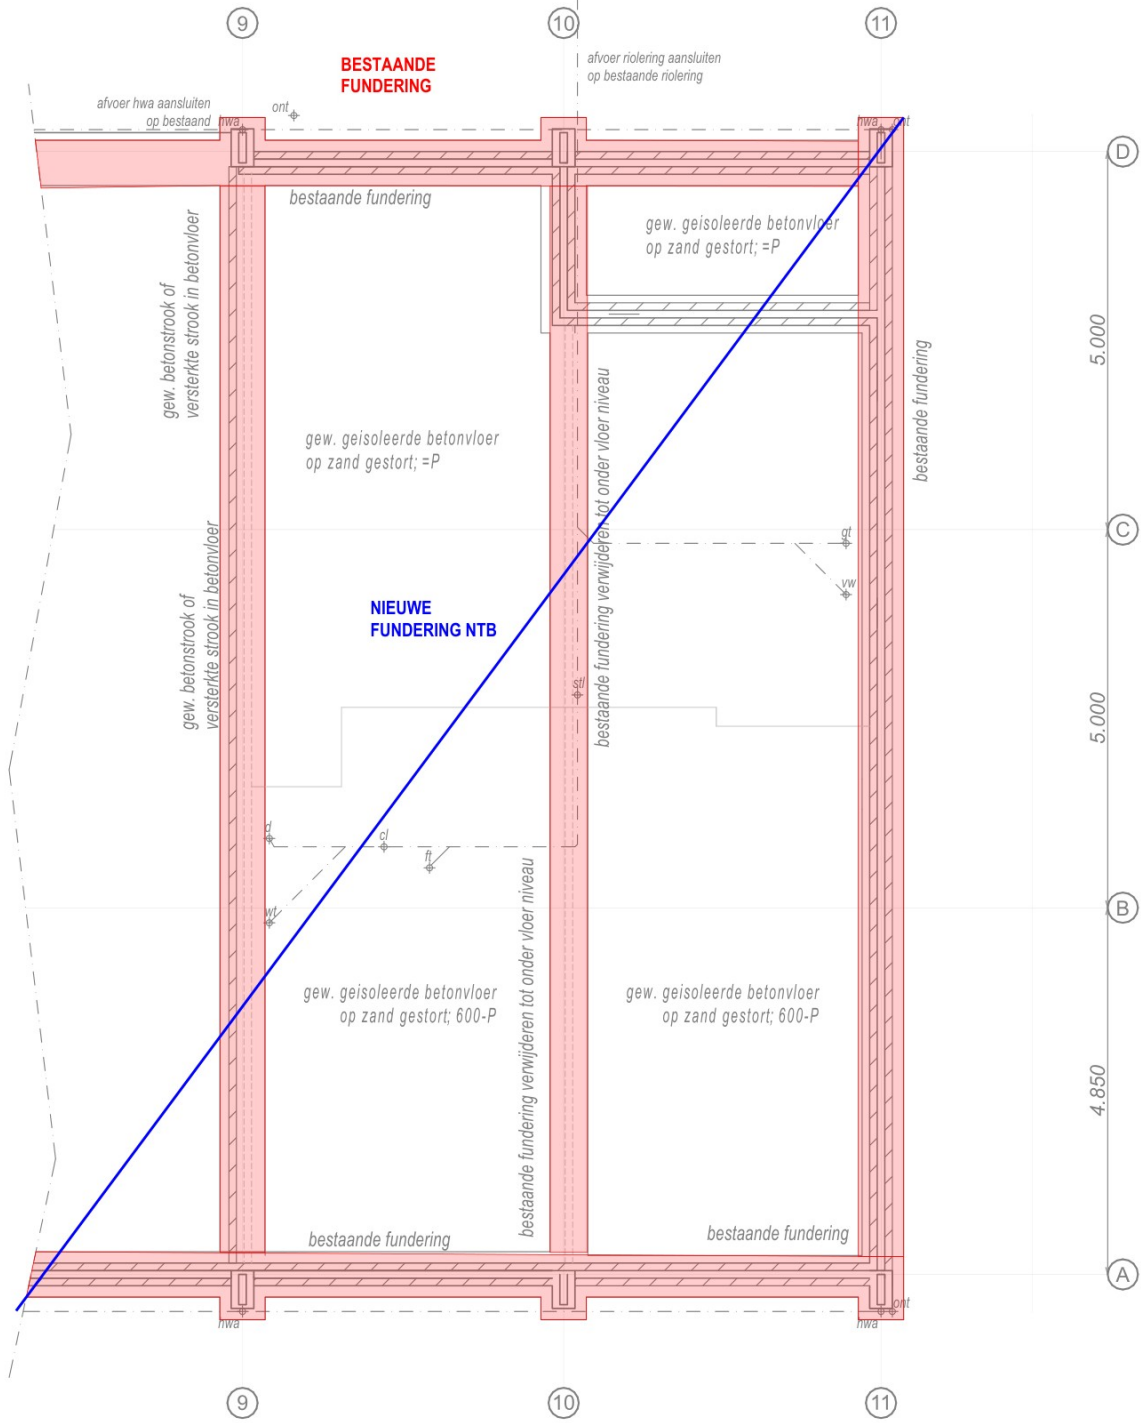 9
10
11
BESTAANDE
FUNDERING
afvoer riolering aansluiten
op bestaande riolering
afvoer hwa aansluiten
op bestaand
hwa
ont
hwa
ont
D
bestaande fundering
gew. geisoleerde betonvloer
op zand gestort; =P
gew. betonstrook of
versterkte strook in betonvloer
5.000
bestaande fundering
gew. geisoleerde betonvloer
op zand gestort; =P
bestaande fundering verwijderen tot onder vloer niveau
C
gt
vw
gew. betonstrook of
versterkte strook in betonvloer
NIEUWE
FUNDERING NTB
stl
5.000
d
cl
ft
wt
B
bestaande fundering verwijderen tot onder vloer niveau
gew. geisoleerde betonvloer
op zand gestort; 600-P
gew. geisoleerde betonvloer
op zand gestort; 600-P
4.850
bestaande fundering
bestaande fundering
A
hwa
hwa
ont
9
10
11